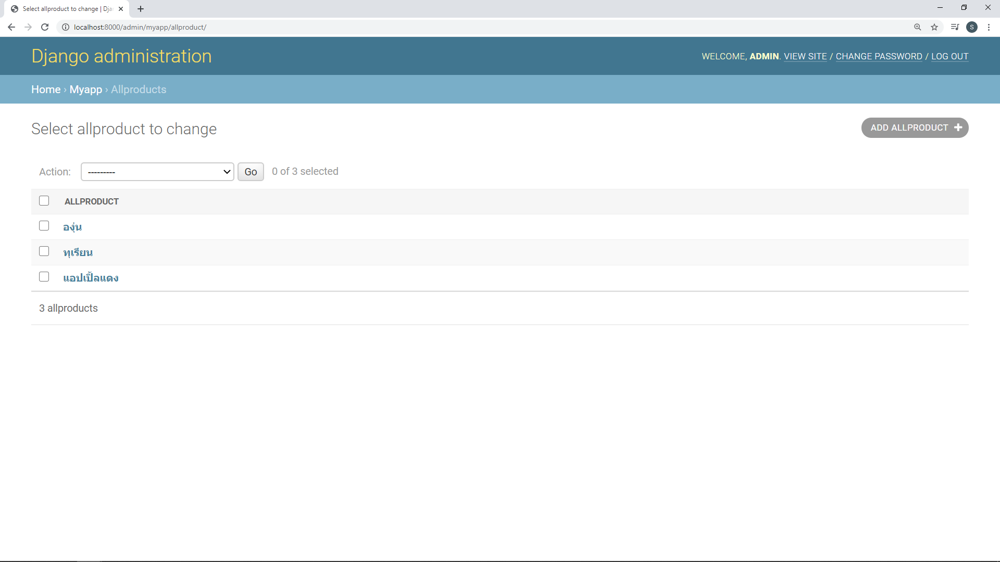 Select allproduct to change | Dja
localhost:8000/admin/myapp/allproduct/
S
Django administration
WELCOME, ADMIN. VIEW SITE / CHANGE PASSWORD / LOG OUT
Home › Myapp › Allproducts
Select allproduct to change
ADD ALLPRODUCT +
Action: --------- Go 0 of 3 selected
ALLPRODUCT
องุ่น
ทุเรียน
แอปเปิ้ลแดง
3 allproducts